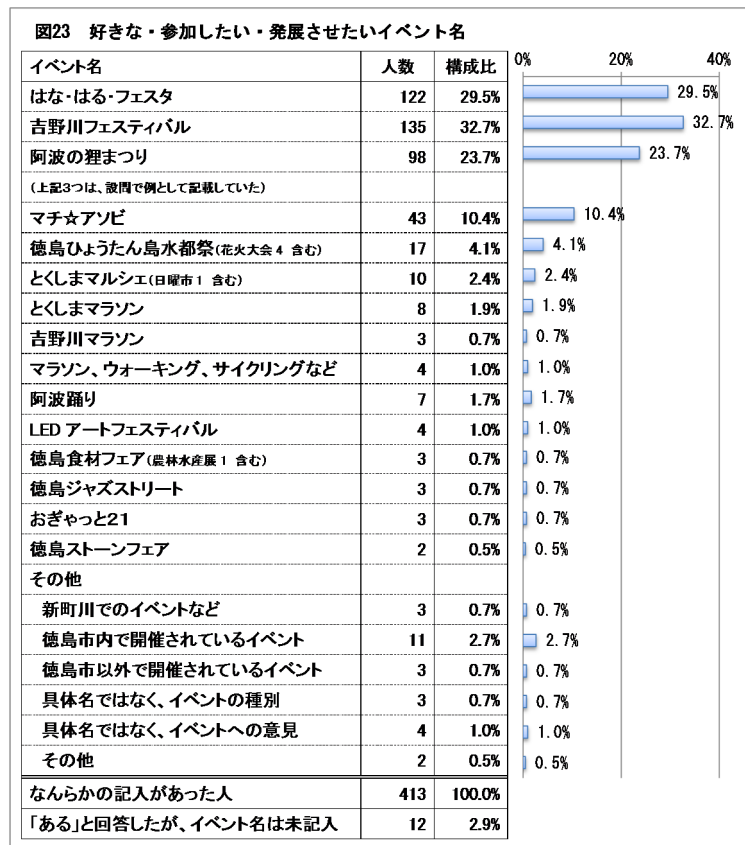 図23 好きな・参加したい・発展させたいイベント名
イベント名 人数 構成比 0% 20% 40%
はな・はる・フェスタ 122 29.5% 29.5%
吉野川フェスティバル 135 32.7% 32.7%
阿波の狸まつり 98 23.7% 23.7%
(上記3つは、設問で例として記載していた)
マチ☆アソビ 43 10.4% 10.4%
徳島ひょうたん島水都祭(花火大会 4 含む) 17 4.1% 4.1%
とくしまマルシェ(日曜市 1 含む) 10 2.4% 2.4%
とくしまマラソン 8 1.9% 1.9%
吉野川マラソン 3 0.7% 0.7%
マラソン、ウォーキング、サイクリングなど 4 1.0% 1.0%
阿波踊り 7 1.7% 1.7%
LED アートフェスティバル 4 1.0% 1.0%
徳島食材フェア(農林水産展 1 含む) 3 0.7% 0.7%
徳島ジャズストリート 3 0.7% 0.7%
おぎゃっと21 3 0.7% 0.7%
徳島ストーンフェア 2 0.5% 0.5%
その他
新町川でのイベントなど 3 0.7% 0.7%
徳島市内で開催されているイベント 11 2.7% 2.7%
徳島市以外で開催されているイベント 3 0.7% 0.7%
具体名ではなく、イベントの種別 3 0.7% 0.7%
具体名ではなく、イベントへの意見 4 1.0% 1.0%
その他 2 0.5% 0.5%
なんらかの記入があった人 413 100.0%
「ある」と回答したが、イベント名は未記入 12 2.9%